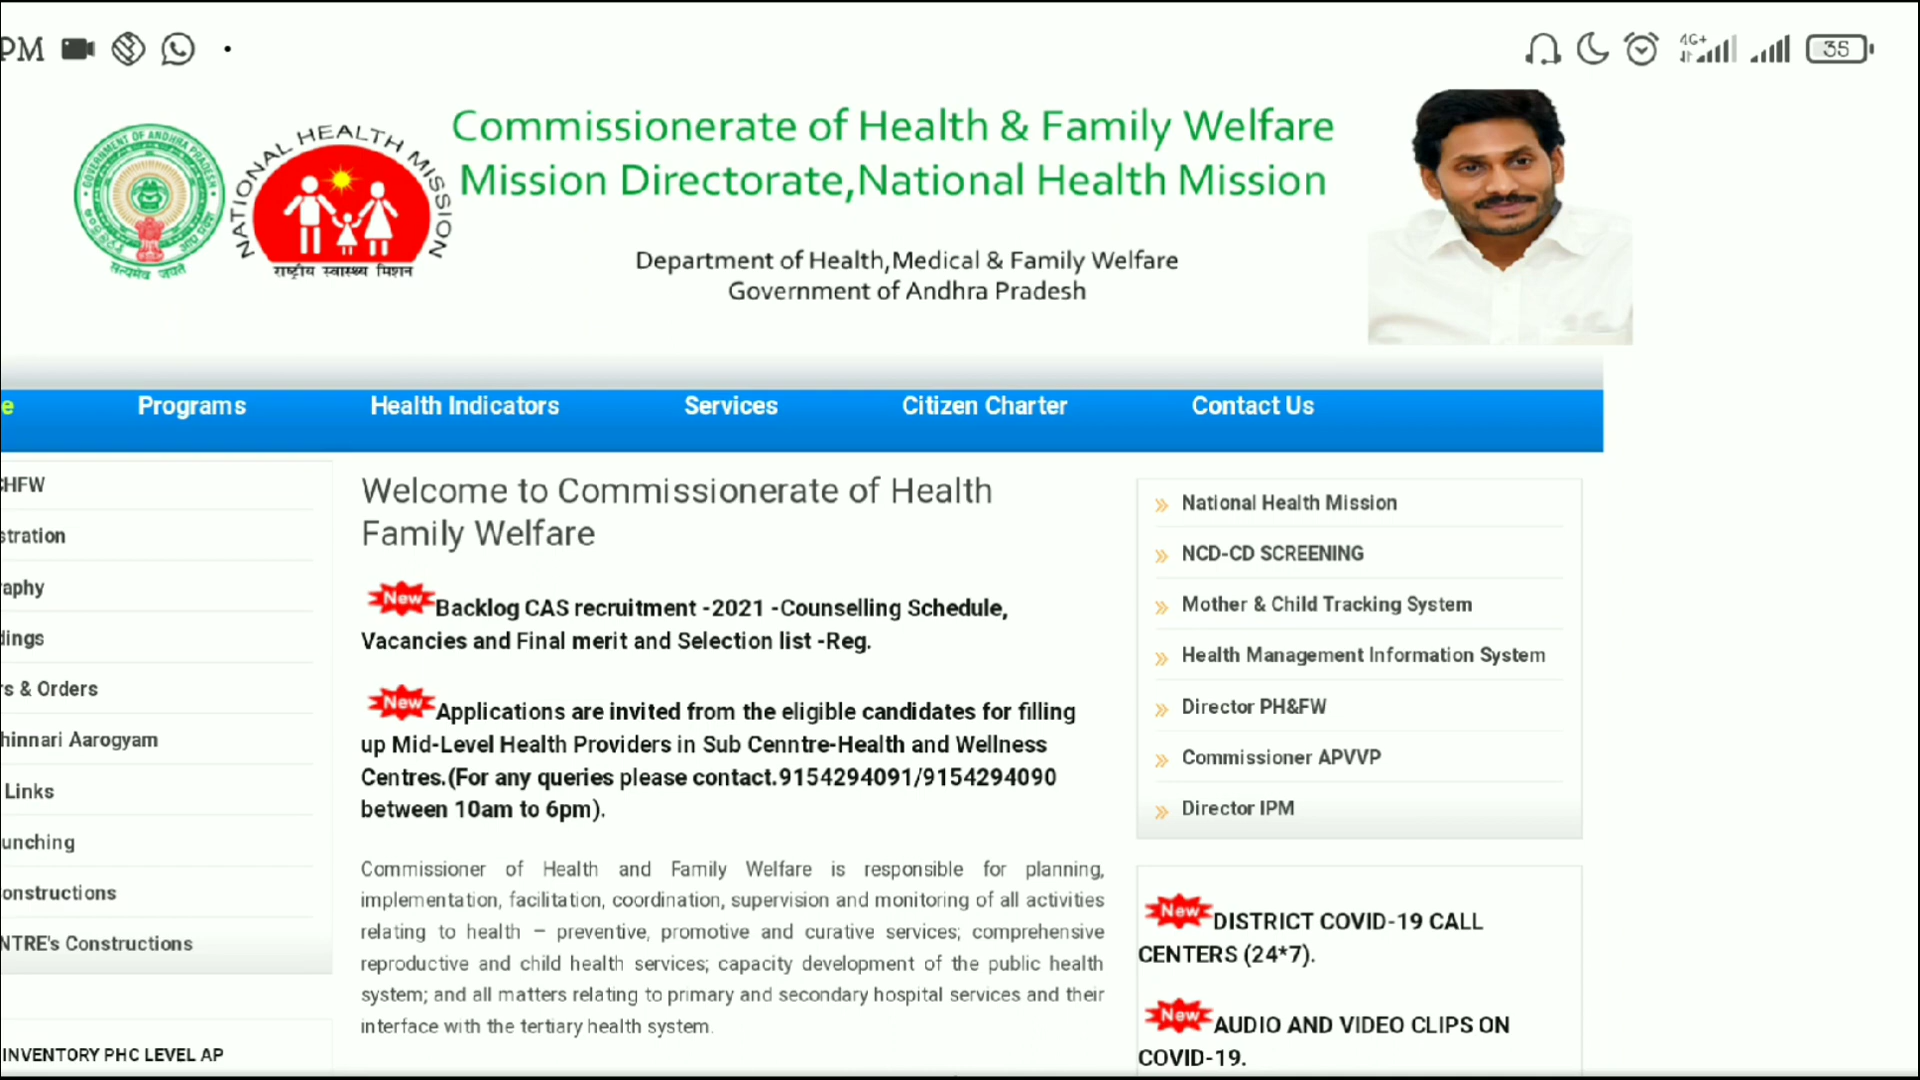 PM
4G+
35
GOVERNMENT OF ANDHRA PRADESH
सत्यमेव जयते
NATIONAL HEALTH MISSION
राष्ट्रीय स्वास्थ्य मिशन
Commissionerate of Health & Family Welfare
Mission Directorate,National Health Mission
Department of Health,Medical & Family Welfare
Government of Andhra Pradesh
e
Programs
Health Indicators
Services
Citizen Charter
Contact Us
CHFW
stration
raphy
dings
rs & Orders
hinnari Aarogyam
Links
unching
onstructions
NTRE's Constructions
INVENTORY PHC LEVEL AP
Welcome to Commissionerate of Health
Family Welfare
New Backlog CAS recruitment -2021 -Counselling Schedule,
Vacancies and Final merit and Selection list -Reg.
New Applications are invited from the eligible candidates for filling
up Mid-Level Health Providers in Sub Cenntre-Health and Wellness
Centres.(For any queries please contact.9154294091/9154294090
between 10am to 6pm).
Commissioner of Health and Family Welfare is responsible for planning,
implementation, facilitation, coordination, supervision and monitoring of all activities
relating to health – preventive, promotive and curative services; comprehensive
reproductive and child health services; capacity development of the public health
system; and all matters relating to primary and secondary hospital services and their
interface with the tertiary health system.
National Health Mission
NCD-CD SCREENING
Mother & Child Tracking System
Health Management Information System
Director PH&FW
Commissioner APVVP
Director IPM
New DISTRICT COVID-19 CALL
CENTERS (24*7).
New AUDIO AND VIDEO CLIPS ON
COVID-19.